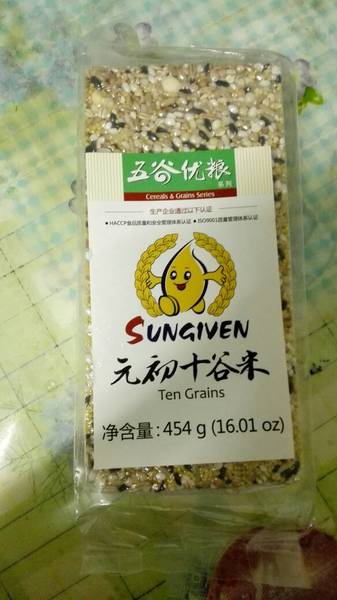 五谷优粮
系列
Cereals & Grains Series
生产企业通过以下认证
●HACCP食品质量和安全管理体系认证 ●ISO9001质量管理体系认证
SUNGIVEN
元初十谷米
Ten Grains
净含量:454 g (16.01 oz)